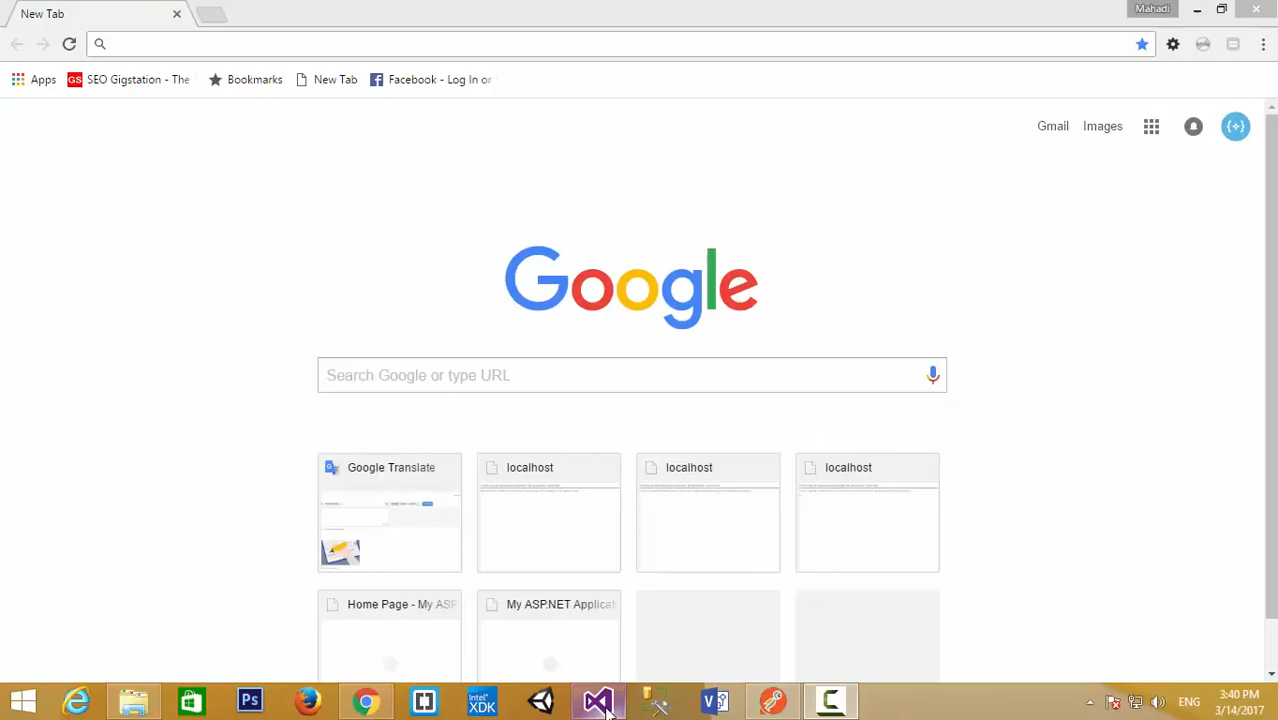 New Tab
Mahadi
Apps
GS SEO Gigstation - The
Bookmarks
New Tab
Facebook - Log In or
Gmail
Images
{+}
Google
Search Google or type URL
Google Translate
localhost
localhost
localhost
Home Page - My ASP
My ASP.NET Applicat
Ps
intel XDK
ENG
3:40 PM
3/14/2017